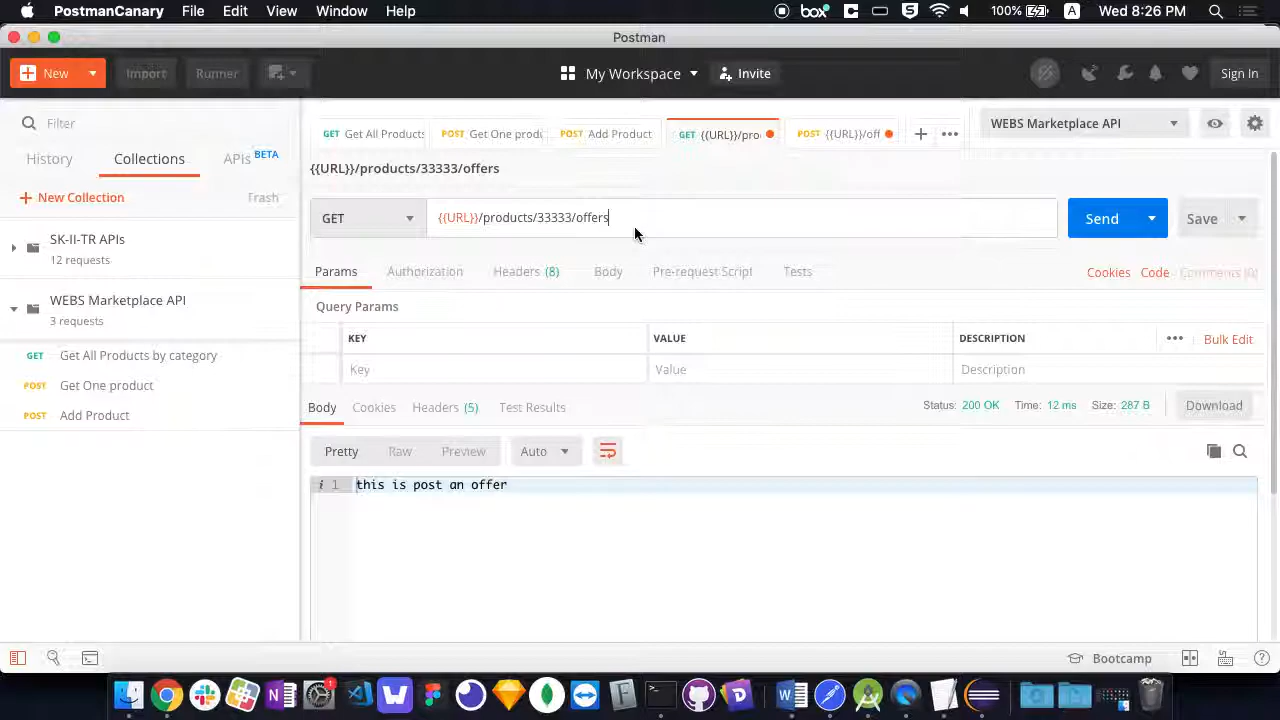 PostmanCanary File Edit View Window Help box 5 100% A Wed 8:26 PM
Postman
New Import Runner My Workspace Invite Sign In
Filter
GET Get All Products POST Get One prod POST Add Product GET {{URL}}/pro POST {{URL}}/off WEBS Marketplace API
History Collections APIs BETA
{{URL}}/products/33333/offers
New Collection Trash
GET {{URL}}/products/33333/offers Send Save
SK-II-TR APIs
12 requests
Params Authorization Headers (8) Body Pre-request Script Tests Cookies Code Comments (0)
WEBS Marketplace API
3 requests
Query Params
KEY VALUE DESCRIPTION Bulk Edit
GET Get All Products by category
Key Value Description
POST Get One product
POST Add Product
Body Cookies Headers (5) Test Results Status: 200 OK Time: 12 ms Size: 287 B Download
Pretty Raw Preview Auto
i 1 this is post an offer
Bootcamp